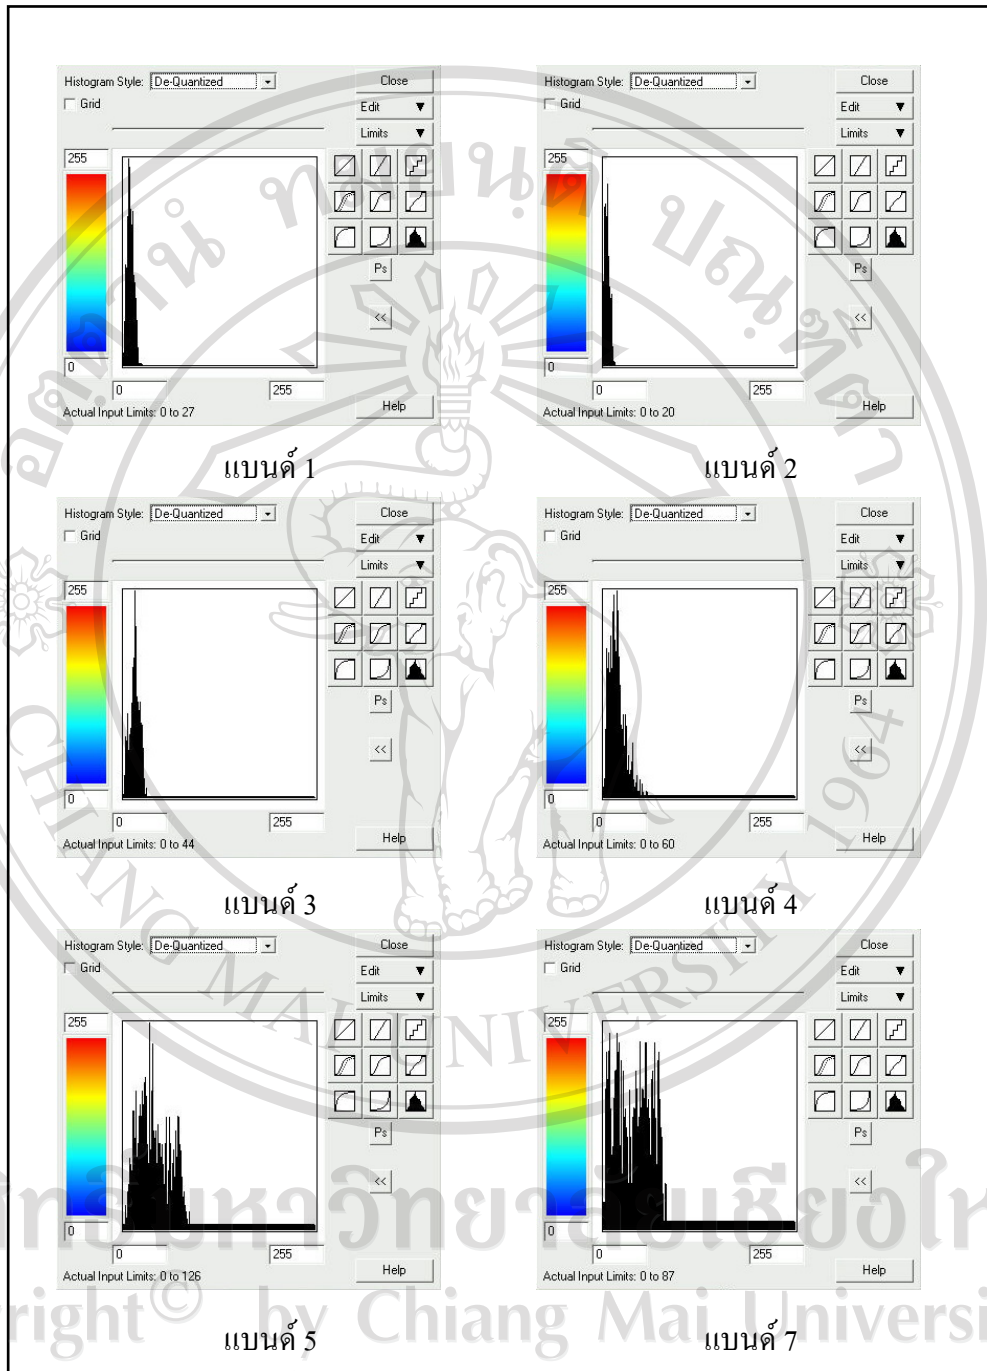 Histogram Style: De-Quantized Close
Grid Edit
Limits
255
Ps
<<
0
0 255
Actual Input Limits: 0 to 27 Help
แบนด์ 1
Histogram Style: De-Quantized Close
Grid Edit
Limits
255
Ps
<<
0
0 255
Actual Input Limits: 0 to 20 Help
แบนด์ 2
Histogram Style: De-Quantized Close
Grid Edit
Limits
255
Ps
<<
0
0 255
Actual Input Limits: 0 to 44 Help
แบนด์ 3
Histogram Style: De-Quantized Close
Grid Edit
Limits
255
Ps
<<
0
0 255
Actual Input Limits: 0 to 60 Help
แบนด์ 4
Histogram Style: De-Quantized Close
Grid Edit
Limits
255
Ps
<<
0
0 255
Actual Input Limits: 0 to 126 Help
แบนด์ 5
Histogram Style: De-Quantized Close
Grid Edit
Limits
255
Ps
<<
0
0 255
Actual Input Limits: 0 to 87 Help
แบนด์ 7
CHIANG MAI UNIVERSITY 1964
by Chiang Mai